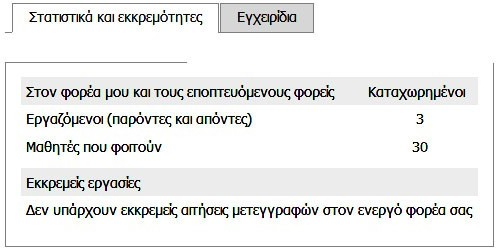 Στατιστικά και εκκρεμότητες Εγχειρίδια
Στον φορέα μου και τους εποπτευόμενους φορείς Καταχωρημένοι
Εργαζόμενοι (παρόντες και απόντες) 3
Μαθητές που φοιτούν 30
Εκκρεμείς εργασίες
Δεν υπάρχουν εκκρεμείς αιτήσεις μετεγγραφών στον ενεργό φορέα σας